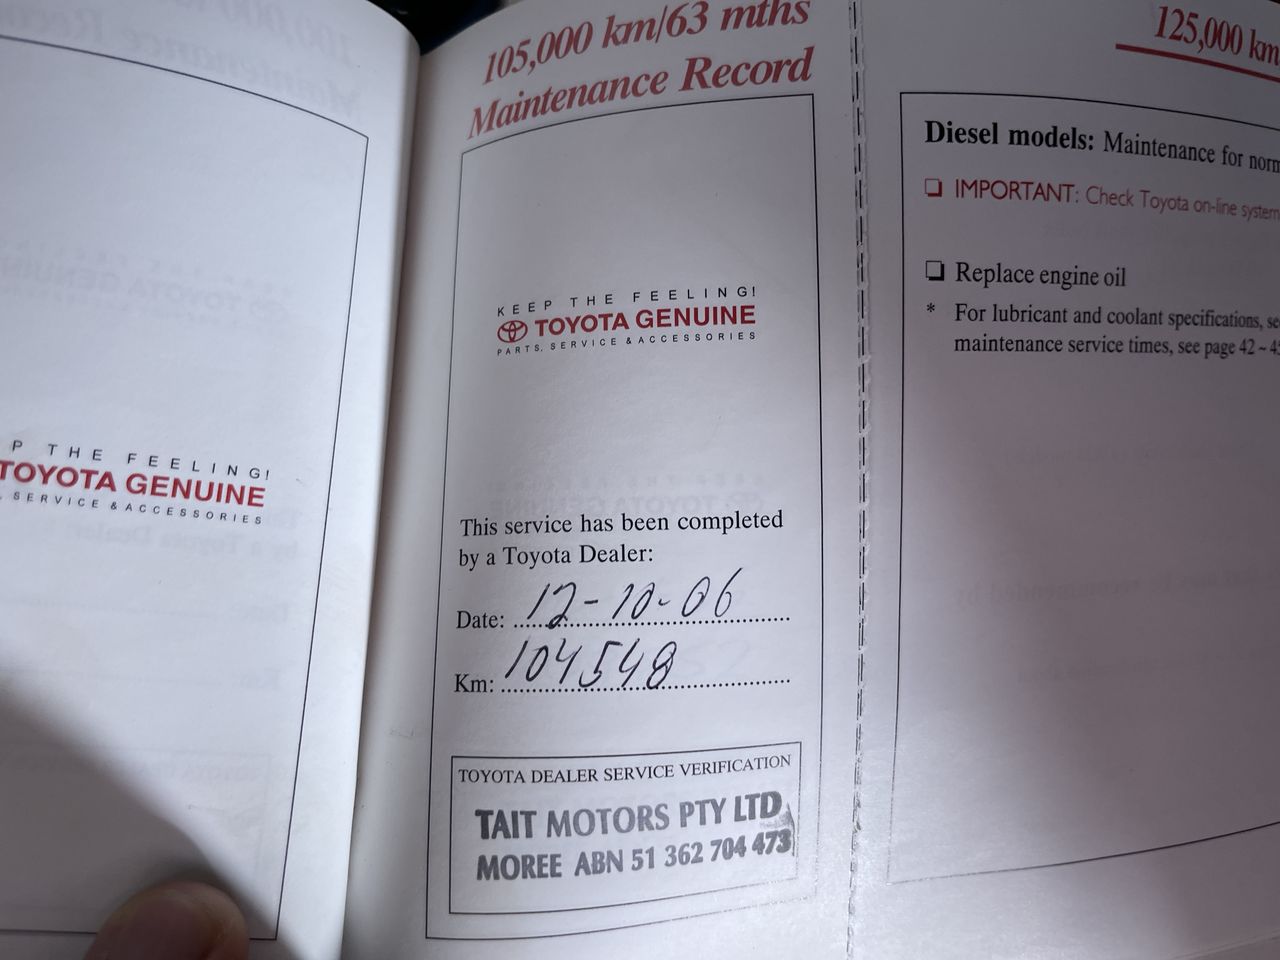 P THE FEELING!
TOYOTA GENUINE
SERVICE & ACCESSORIES
105,000 km/63 mths
Maintenance Record
KEEP THE FEELING!
TOYOTA GENUINE
PARTS, SERVICE & ACCESSORIES
This service has been completed
by a Toyota Dealer:
Date: 12-10-06
Km: 104548
TOYOTA DEALER SERVICE VERIFICATION
TAIT MOTORS PTY LTD
MOREE ABN 51 362 704 473
125,000 km
Diesel models: Maintenance for norm
❏ IMPORTANT: Check Toyota on-line system
❏ Replace engine oil
* For lubricant and coolant specifications, se
maintenance service times, see page 42 ~ 4